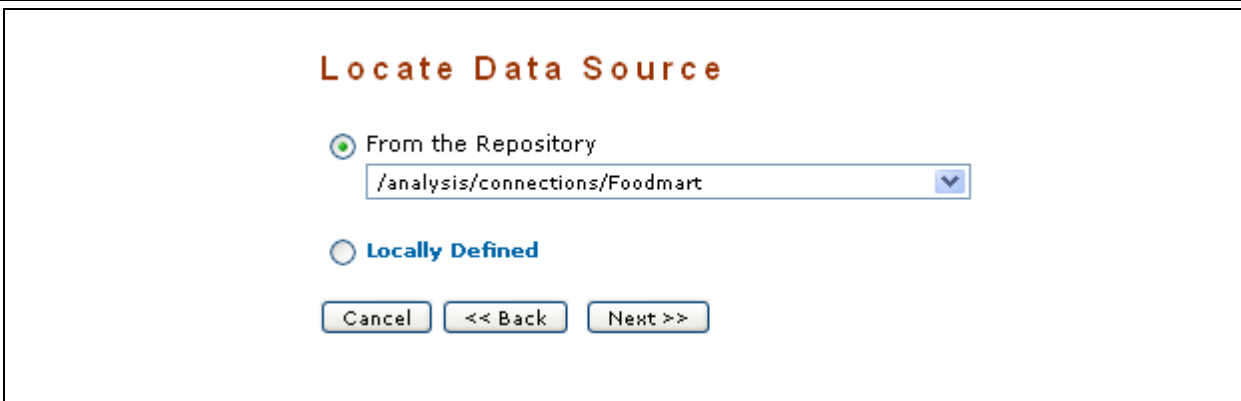 Locate Data Source
From the Repository
/analysis/connections/Foodmart
Locally Defined
Cancel << Back Next >>